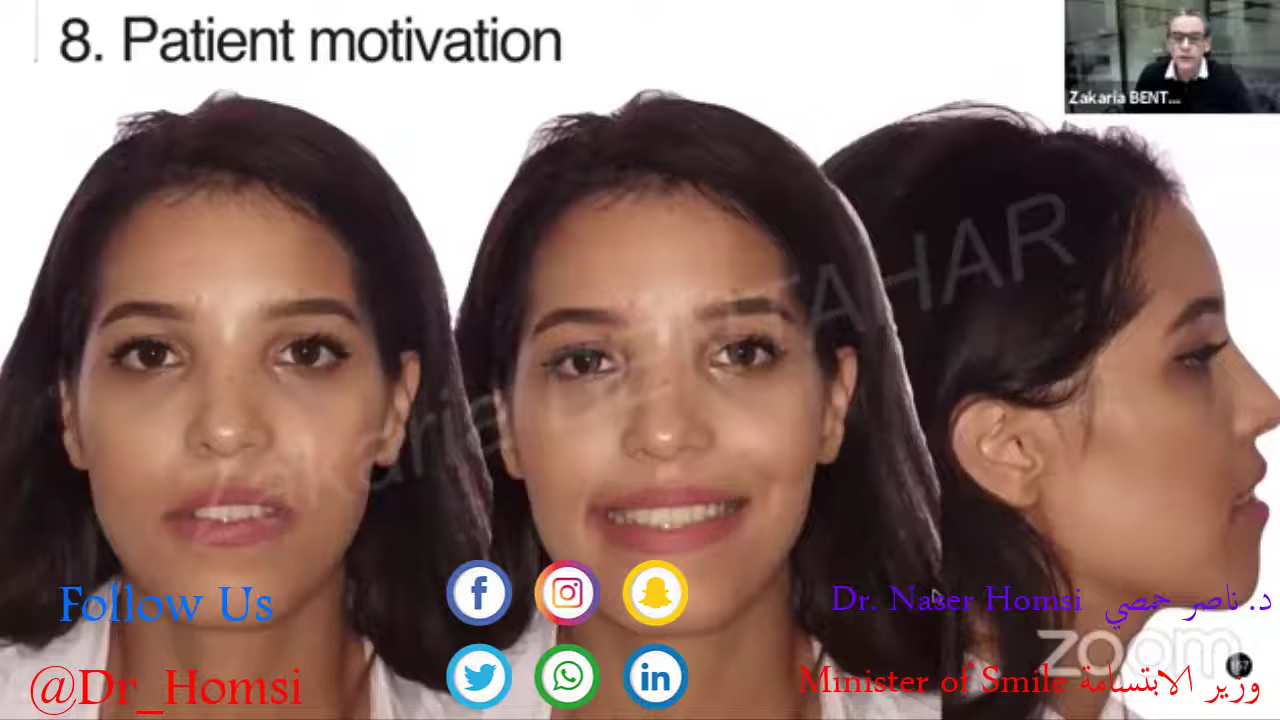 8. Patient motivation
Zakaria BENT...
TAHAR
Follow Us
Dr. Naser Homsi د. ناصر حمصي
@Dr_Homsi
zoom
Minister of Smile وزير الابتسامة